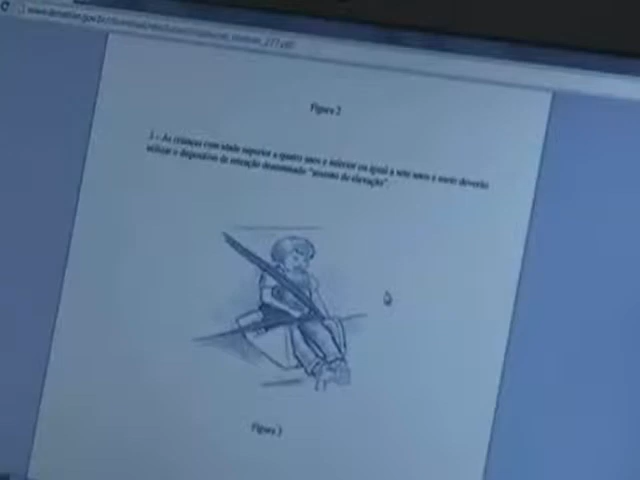 Figura 2
3 – As crianças com idade superior a quatro anos e inferior ou igual a sete anos e meio deverão
utilizar o dispositivo de retenção denominado "assento de elevação".
Figura 3